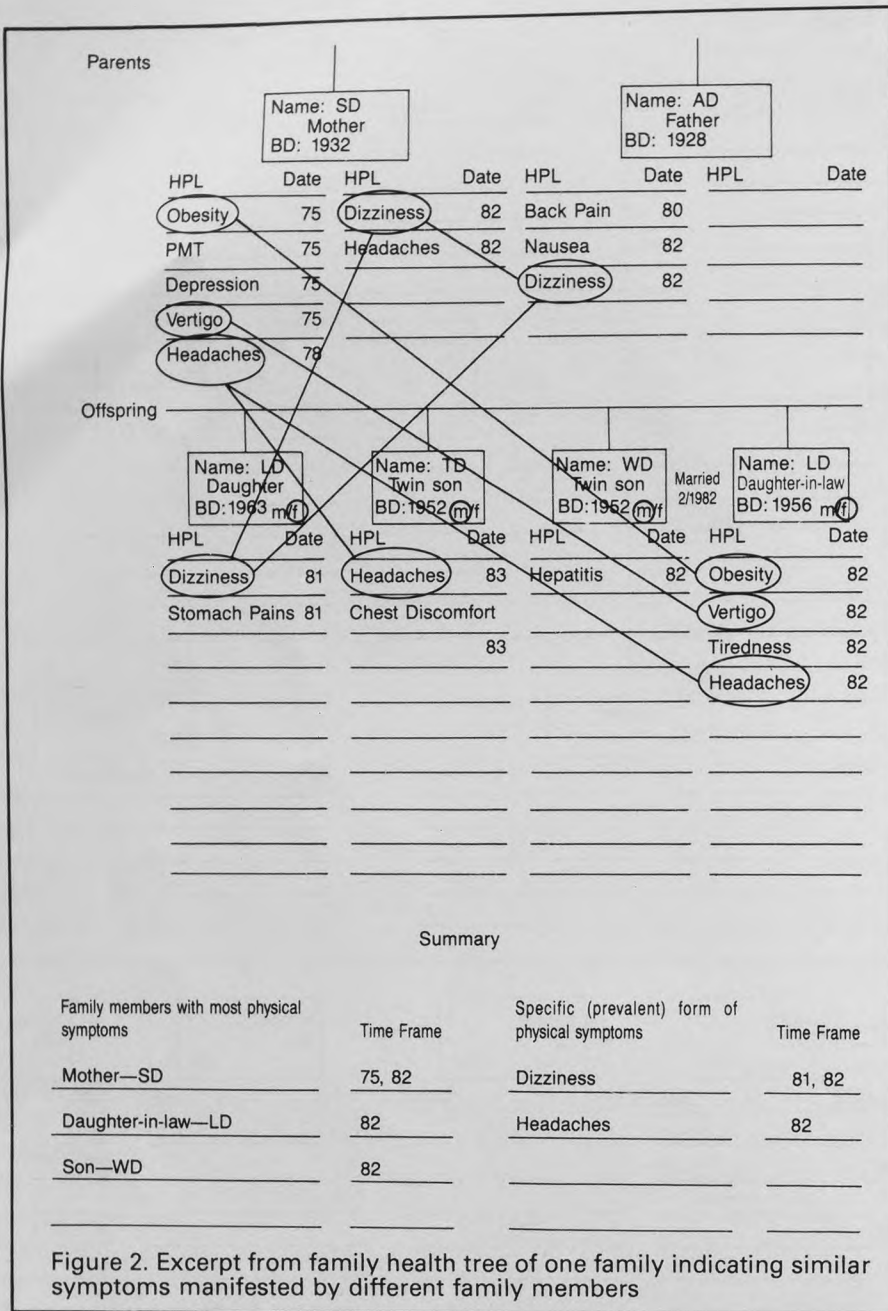 Parents
Name: SD
Mother
BD: 1932
Name: AD
Father
BD: 1928
HPL Date HPL Date HPL Date HPL Date
Obesity 75 Dizziness 82 Back Pain 80
PMT 75 Headaches 82 Nausea 82
Depression 75 Dizziness 82
Vertigo 75
Headaches 78
Offspring
Name: LD
Daughter
BD: 1963 m/f
Name: TD
Twin son
BD: 1952 m/f
Name: WD
Twin son
BD: 1952 m/f
Married
2/1982
Name: LD
Daughter-in-law
BD: 1956 m/f
HPL Date HPL Date HPL Date HPL Date
Dizziness 81 Headaches 83 Hepatitis 82 Obesity 82
Stomach Pains 81 Chest Discomfort Vertigo 82
83 Tiredness 82
Headaches 82
Summary
Family members with most physical
symptoms Time Frame
Specific (prevalent) form of
physical symptoms Time Frame
Mother—SD 75, 82 Dizziness 81, 82
Daughter-in-law—LD 82 Headaches 82
Son—WD 82
Figure 2. Excerpt from family health tree of one family indicating similar
symptoms manifested by different family members